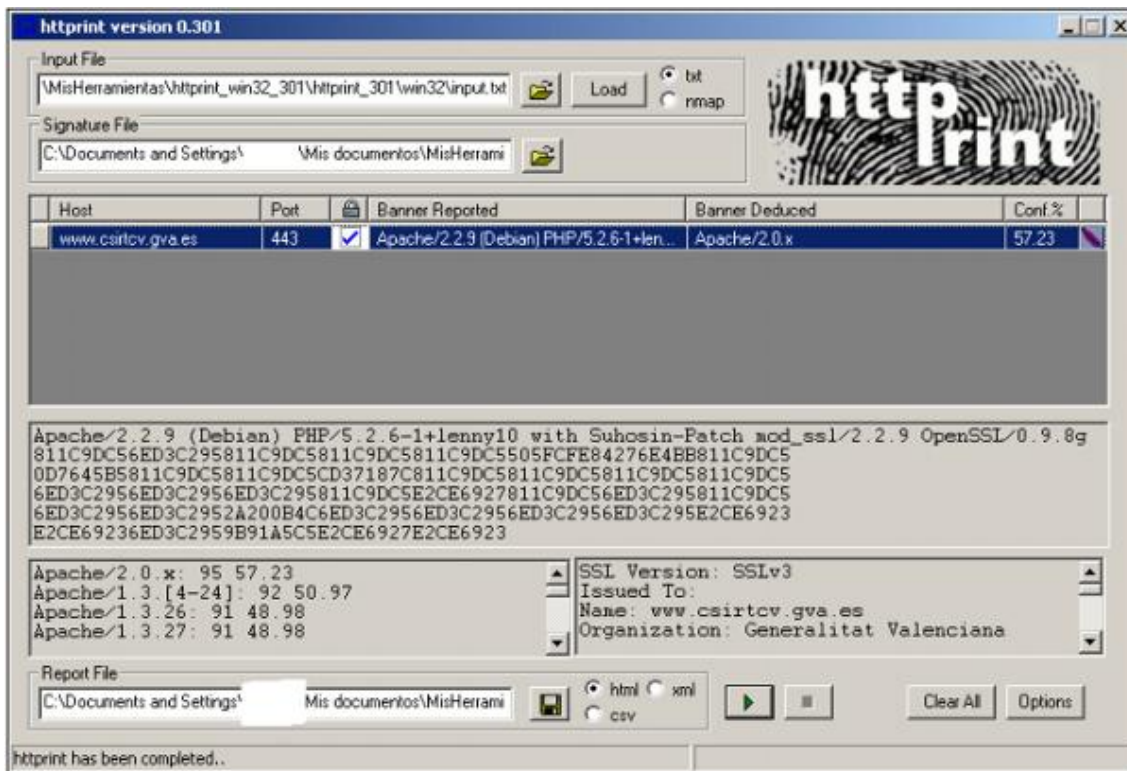 httprint version 0.301
Input File
\MisHerramientas\httprint_win32_301\httprint_301\win32\input.txt
Load
txt
nmap
http
print
Signature File
C:\Documents and Settings\ \Mis documentos\MisHerrami
Host Port Banner Reported Banner Deduced Conf.%
www.csirtcv.gva.es 443 Apache/2.2.9 (Debian) PHP/5.2.6-1+len... Apache/2.0.x 57.23
Apache/2.2.9 (Debian) PHP/5.2.6-1+lenny10 with Suhosin-Patch mod_ssl/2.2.9 OpenSSL/0.9.8g
811C9DC56ED3C295811C9DC5811C9DC5811C9DC5505FCFE84276E4BB811C9DC5
0D7645B5811C9DC5811C9DC5CD37187C811C9DC5811C9DC5811C9DC5811C9DC5
6ED3C2956ED3C2956ED3C295811C9DC5E2CE6927811C9DC56ED3C295811C9DC5
6ED3C2956ED3C2952A200B4C6ED3C2956ED3C2956ED3C2956ED3C295E2CE6923
E2CE69236ED3C2959B91A5C5E2CE6927E2CE6923
Apache/2.0.x: 95 57.23
Apache/1.3.[4-24]: 92 50.97
Apache/1.3.26: 91 48.98
Apache/1.3.27: 91 48.98
SSL Version: SSLv3
Issued To:
Name: www.csirtcv.gva.es
Organization: Generalitat Valenciana
Report File
C:\Documents and Settings\ Mis documentos\MisHerrami
html
xml
csv
Clear All
Options
httprint has been completed..